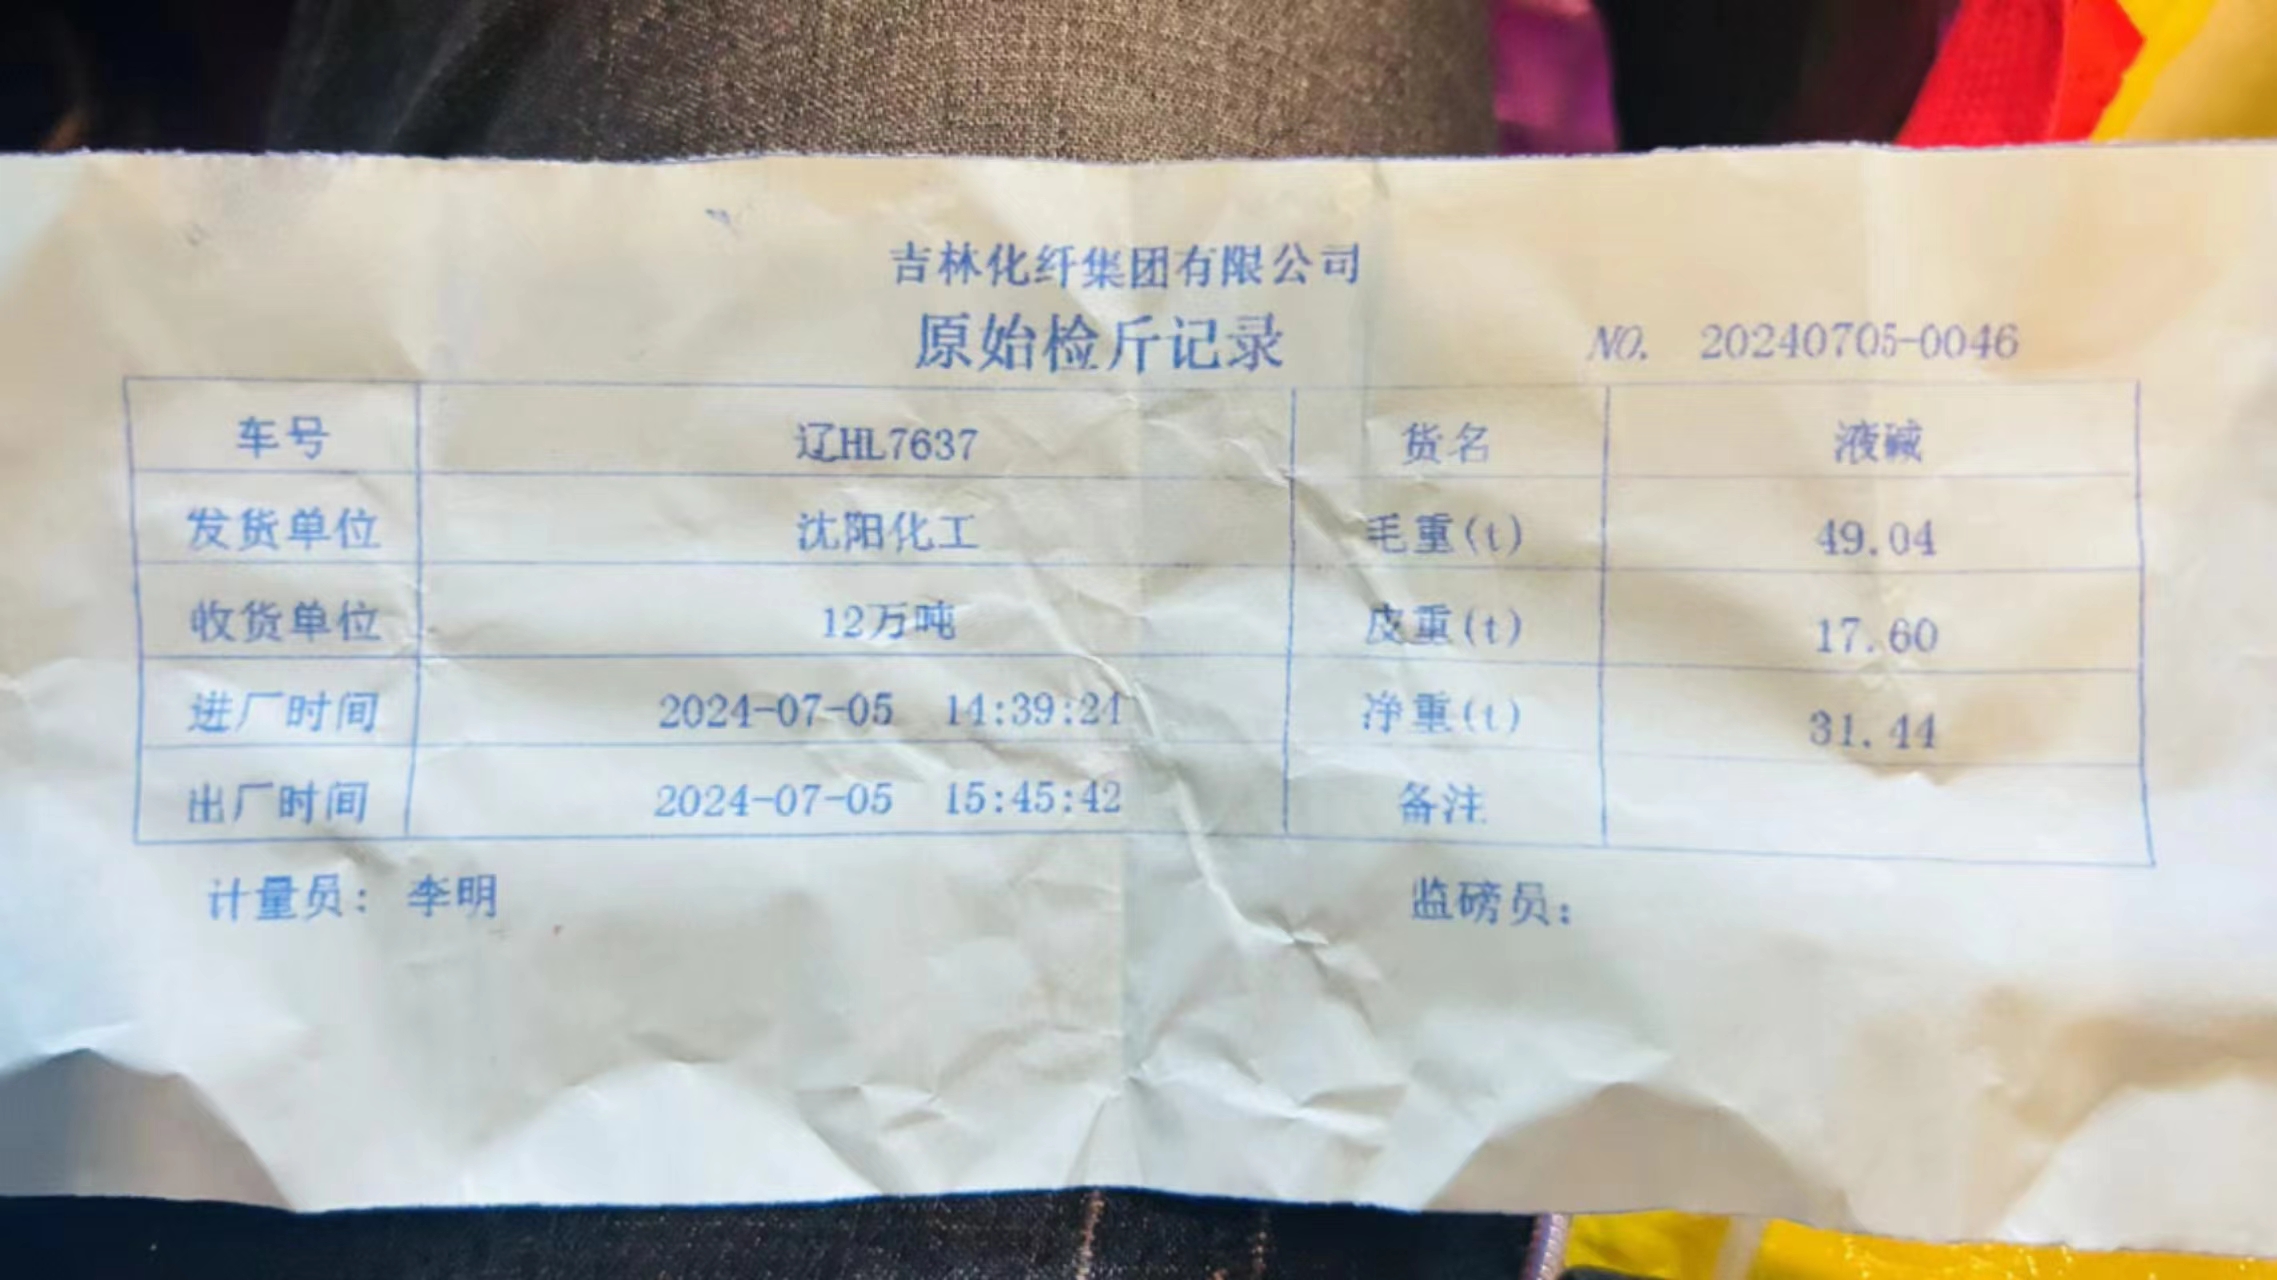 吉林化纤集团有限公司
原始检斤记录 NO. 20240705-0046
车号 辽HL7637 货名 液碱
发货单位 沈阳化工 毛重(t) 49.04
收货单位 12万吨 皮重(t) 17.60
进厂时间 2024-07-05 14:39:24 净重(t) 31.44
出厂时间 2024-07-05 15:45:42 备注
计量员: 李明 监磅员: